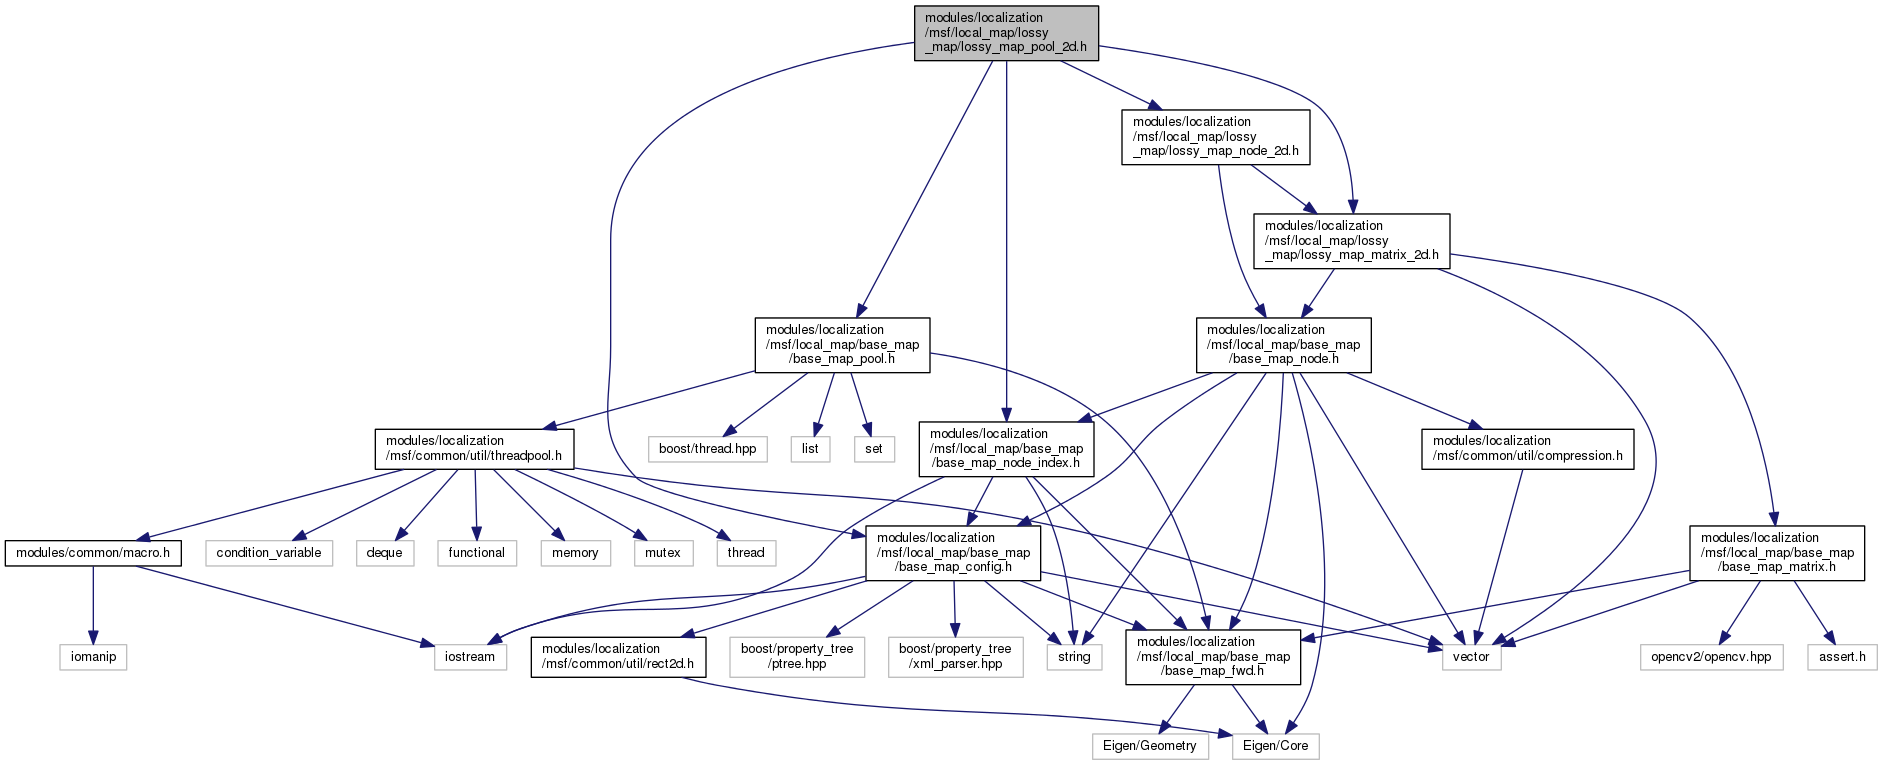 modules/localization
/msf/local_map/lossy
_map/lossy_map_pool_2d.h
modules/localization
/msf/local_map/lossy
_map/lossy_map_node_2d.h
modules/localization
/msf/local_map/lossy
_map/lossy_map_matrix_2d.h
modules/localization
/msf/local_map/base_map
/base_map_pool.h
modules/localization
/msf/local_map/base_map
/base_map_node.h
modules/localization
/msf/common/util/threadpool.h
boost/thread.hpp
list
set
modules/localization
/msf/local_map/base_map
/base_map_node_index.h
modules/localization
/msf/common/util/compression.h
modules/common/macro.h
condition_variable
deque
functional
memory
mutex
thread
modules/localization
/msf/local_map/base_map
/base_map_config.h
modules/localization
/msf/local_map/base_map
/base_map_matrix.h
iomanip
iostream
modules/localization
/msf/common/util/rect2d.h
boost/property_tree
/ptree.hpp
boost/property_tree
/xml_parser.hpp
string
modules/localization
/msf/local_map/base_map
/base_map_fwd.h
vector
opencv2/opencv.hpp
assert.h
Eigen/Geometry
Eigen/Core